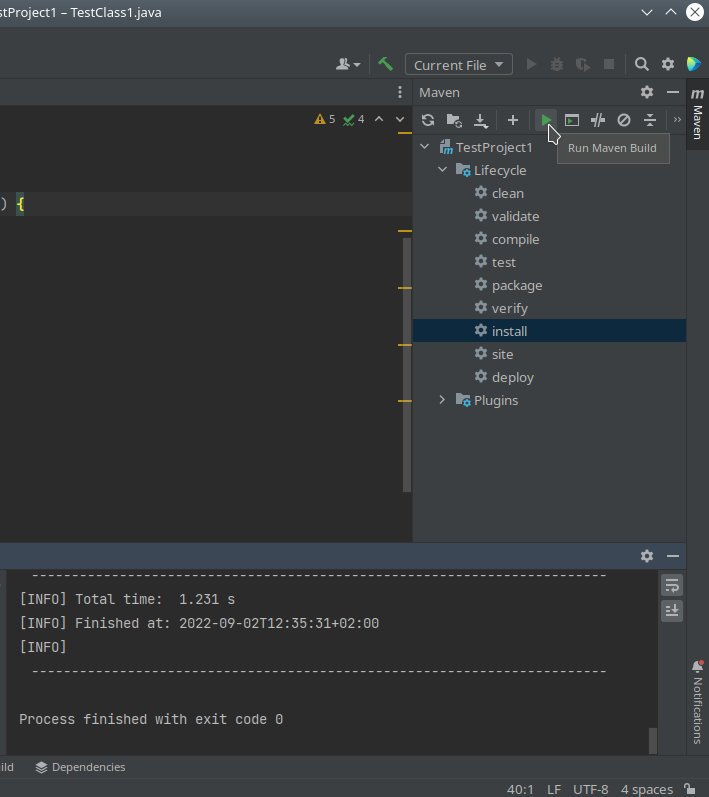 stProject1 – TestClass1.java
Current File
Maven
5 4
Run Maven Build
TestProject1
) {
Lifecycle
clean
validate
compile
test
package
verify
install
site
deploy
Plugins
m
Maven
--------------------------------------------------------------------------
[INFO] Total time:  1.231 s
[INFO] Finished at: 2022-09-02T12:35:31+02:00
[INFO]
--------------------------------------------------------------------------
Process finished with exit code 0
Notifications
ild Dependencies
40:1 LF UTF-8 4 spaces